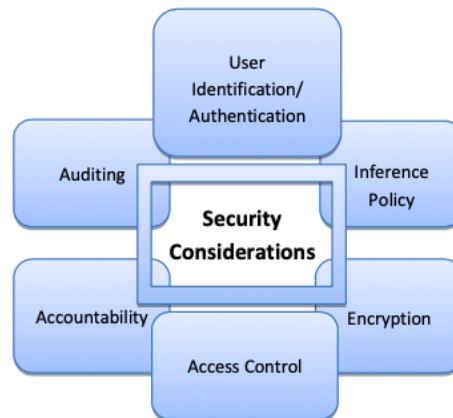 User
Identification/
Authentication
Auditing
Inference
Policy
Security
Considerations
Accountability
Encryption
Access Control